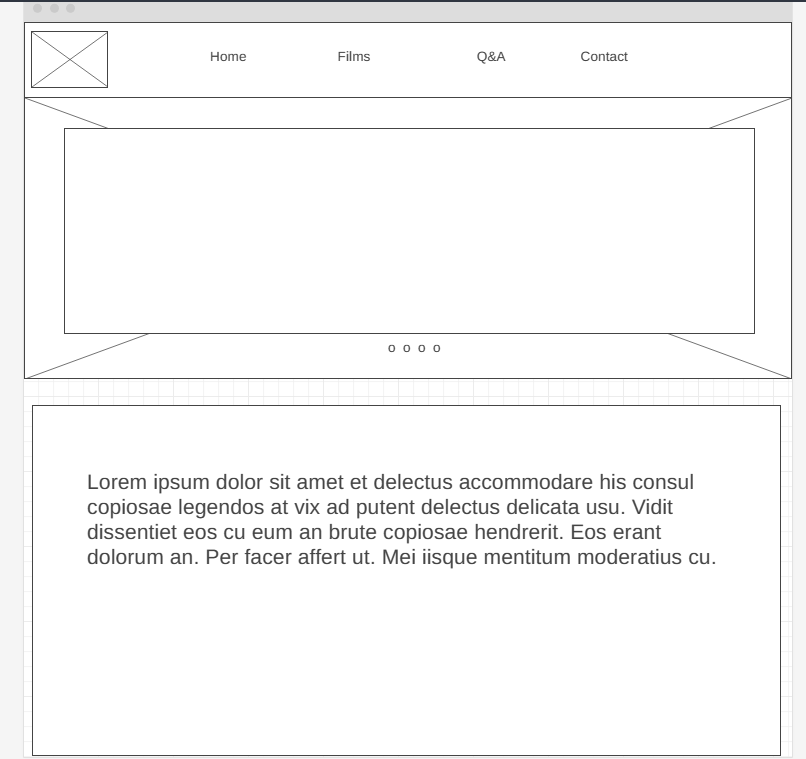 Home Films Q&A Contact
o o o o
Lorem ipsum dolor sit amet et delectus accommodare his consul
copiosae legendos at vix ad putent delectus delicata usu. Vidit
dissentiet eos cu eum an brute copiosae hendrerit. Eos erant
dolorum an. Per facer affert ut. Mei iisque mentitum moderatius cu.